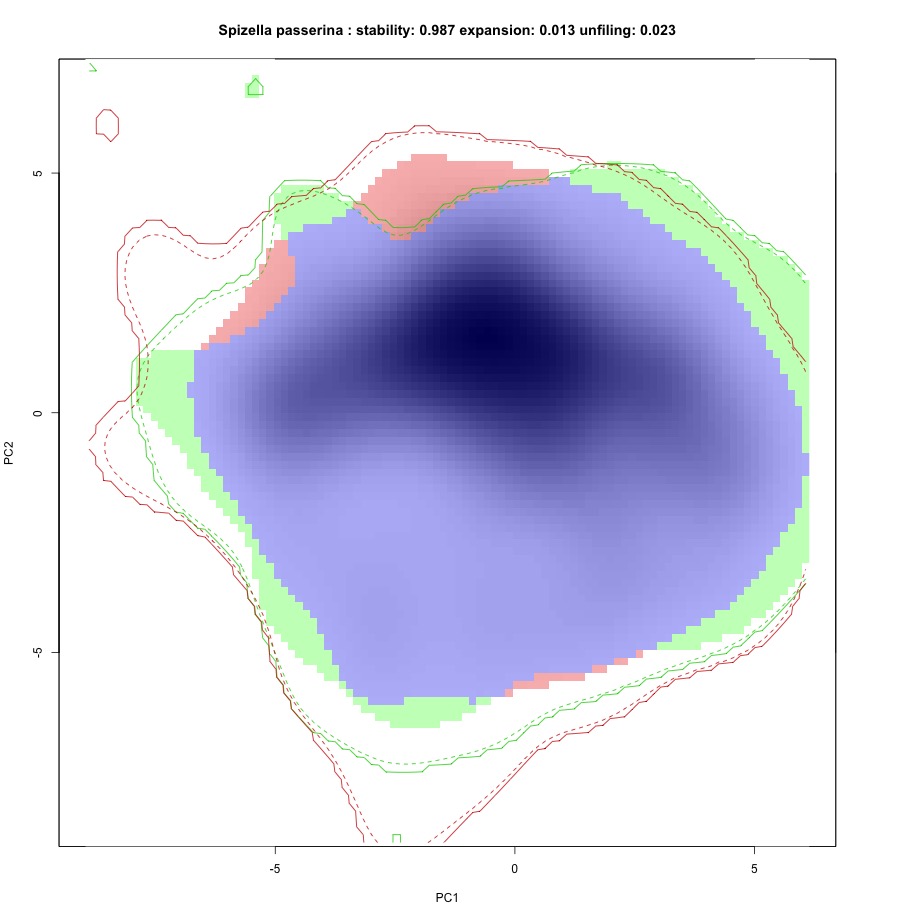 Spizella passerina : stability: 0.987 expansion: 0.013 unfiling: 0.023
5
0
-5
PC2
-5 0 5
PC1